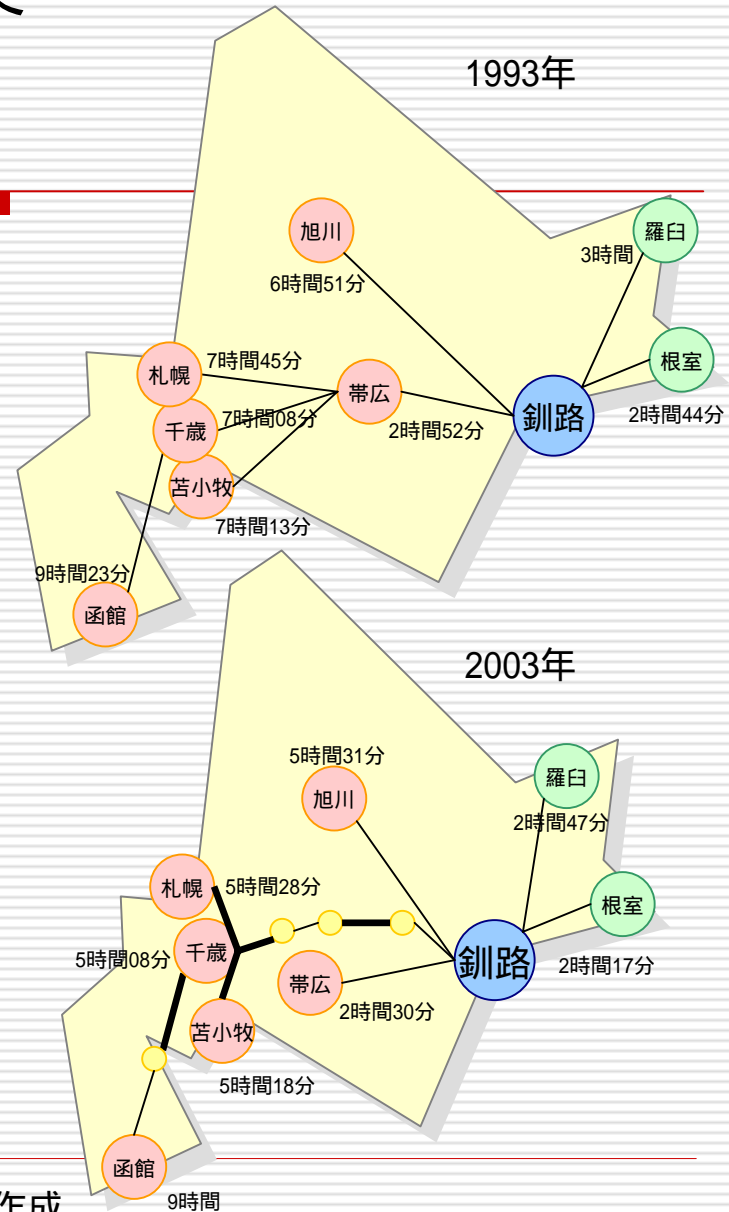 1993年
旭川
羅臼
3時間
6時間51分
札幌
7時間45分
根室
帯広
釧路
2時間44分
千歳
7時間08分
2時間52分
苫小牧
7時間13分
9時間23分
函館
2003年
5時間31分
羅臼
旭川
2時間47分
札幌
5時間28分
根室
千歳
5時間08分
釧路
2時間17分
帯広
2時間30分
苫小牧
5時間18分
函館
9時間
作成